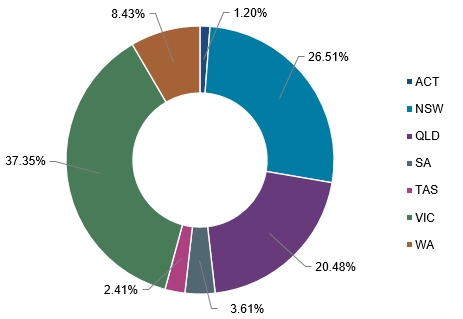 8.43%
1.20%
26.51%
37.35%
20.48%
2.41%
3.61%
ACT
NSW
QLD
SA
TAS
VIC
WA